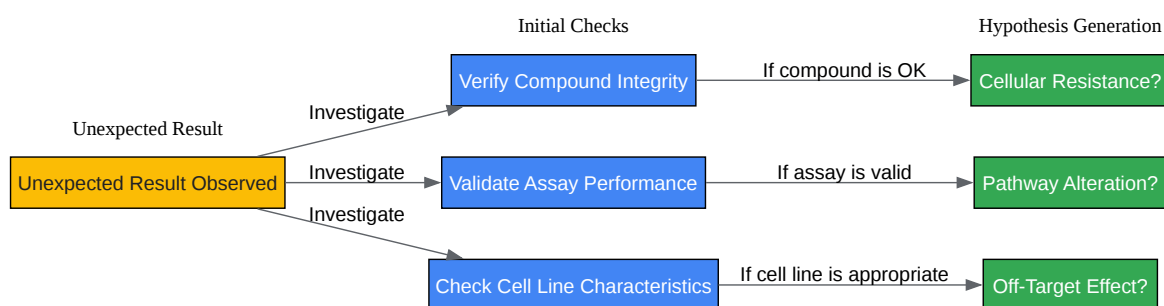 Initial Checks
Hypothesis Generation
Verify Compound Integrity
If compound is OK
Cellular Resistance?
Investigate
Unexpected Result
Unexpected Result Observed
Investigate
Validate Assay Performance
If assay is valid
Pathway Alteration?
Investigate
Check Cell Line Characteristics
If cell line is appropriate
Off-Target Effect?